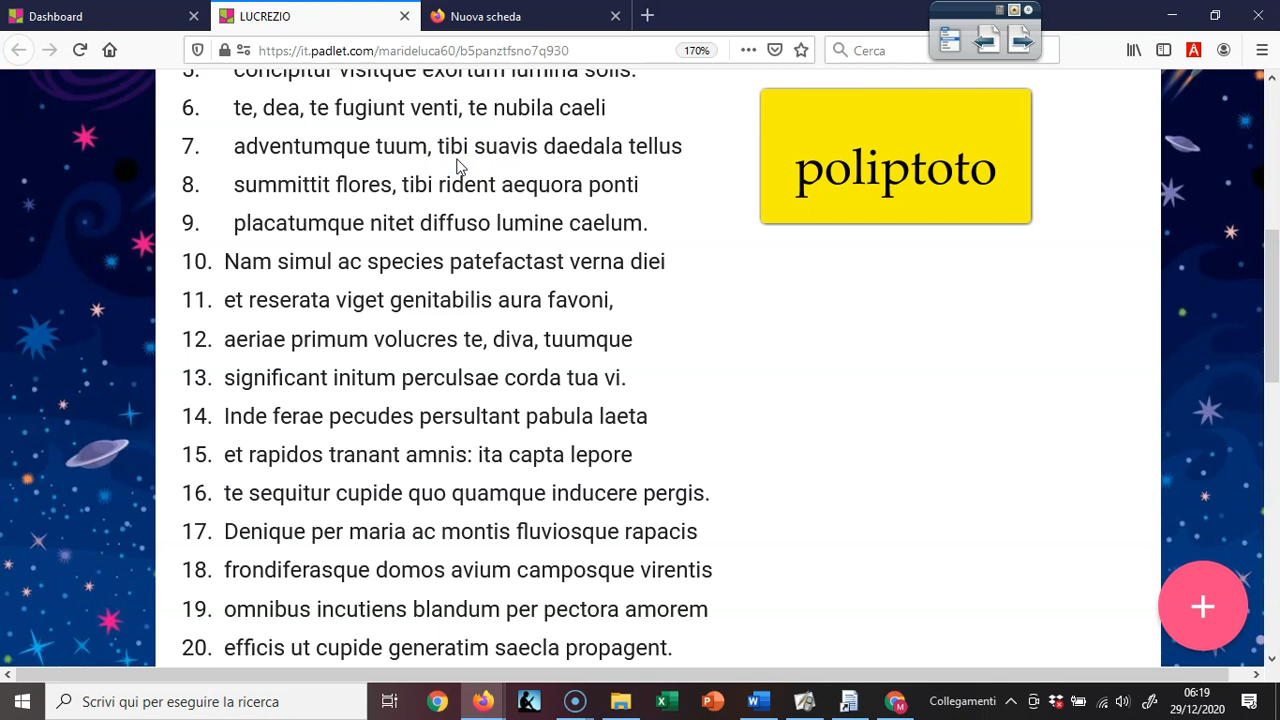 Dashboard
LUCREZIO
Nuova scheda
https://it.padlet.com/marideluca60/b5panztfsno7q930
170%
Cerca
5. concipitur visitque exortum lumina solis.
6. te, dea, te fugiunt venti, te nubila caeli
7. adventumque tuum, tibi suavis daedala tellus
8. summittit flores, tibi rident aequora ponti
9. placatumque nitet diffuso lumine caelum.
10. Nam simul ac species patefactast verna diei
11. et reserata viget genitabilis aura favoni,
12. aeriae primum volucres te, diva, tuumque
13. significant initum perculsae corda tua vi.
14. Inde ferae pecudes persultant pabula laeta
15. et rapidos tranant amnis: ita capta lepore
16. te sequitur cupide quo quamque inducere pergis.
17. Denique per maria ac montis fluviosque rapacis
18. frondiferasque domos avium camposque virentis
19. omnibus incutiens blandum per pectora amorem
20. efficis ut cupide generatim saecla propagent.
poliptoto
Scrivi qui per eseguire la ricerca
Collegamenti
06:19
29/12/2020